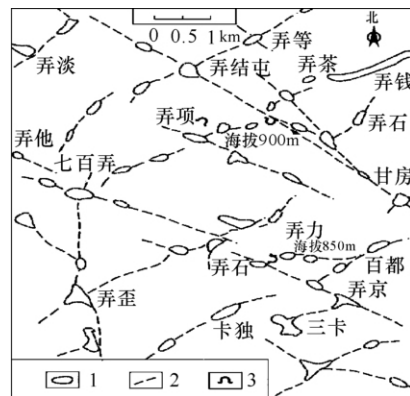 0 0.5 1 km
北
弄等
弄淡
弄结屯
弄茶
弄钱
弄项
弄石
海拔900m
弄他
七百弄
甘房
弄力
海拔850m
弄石
百都
弄京
弄歪
卡独
三卡
1
2
3